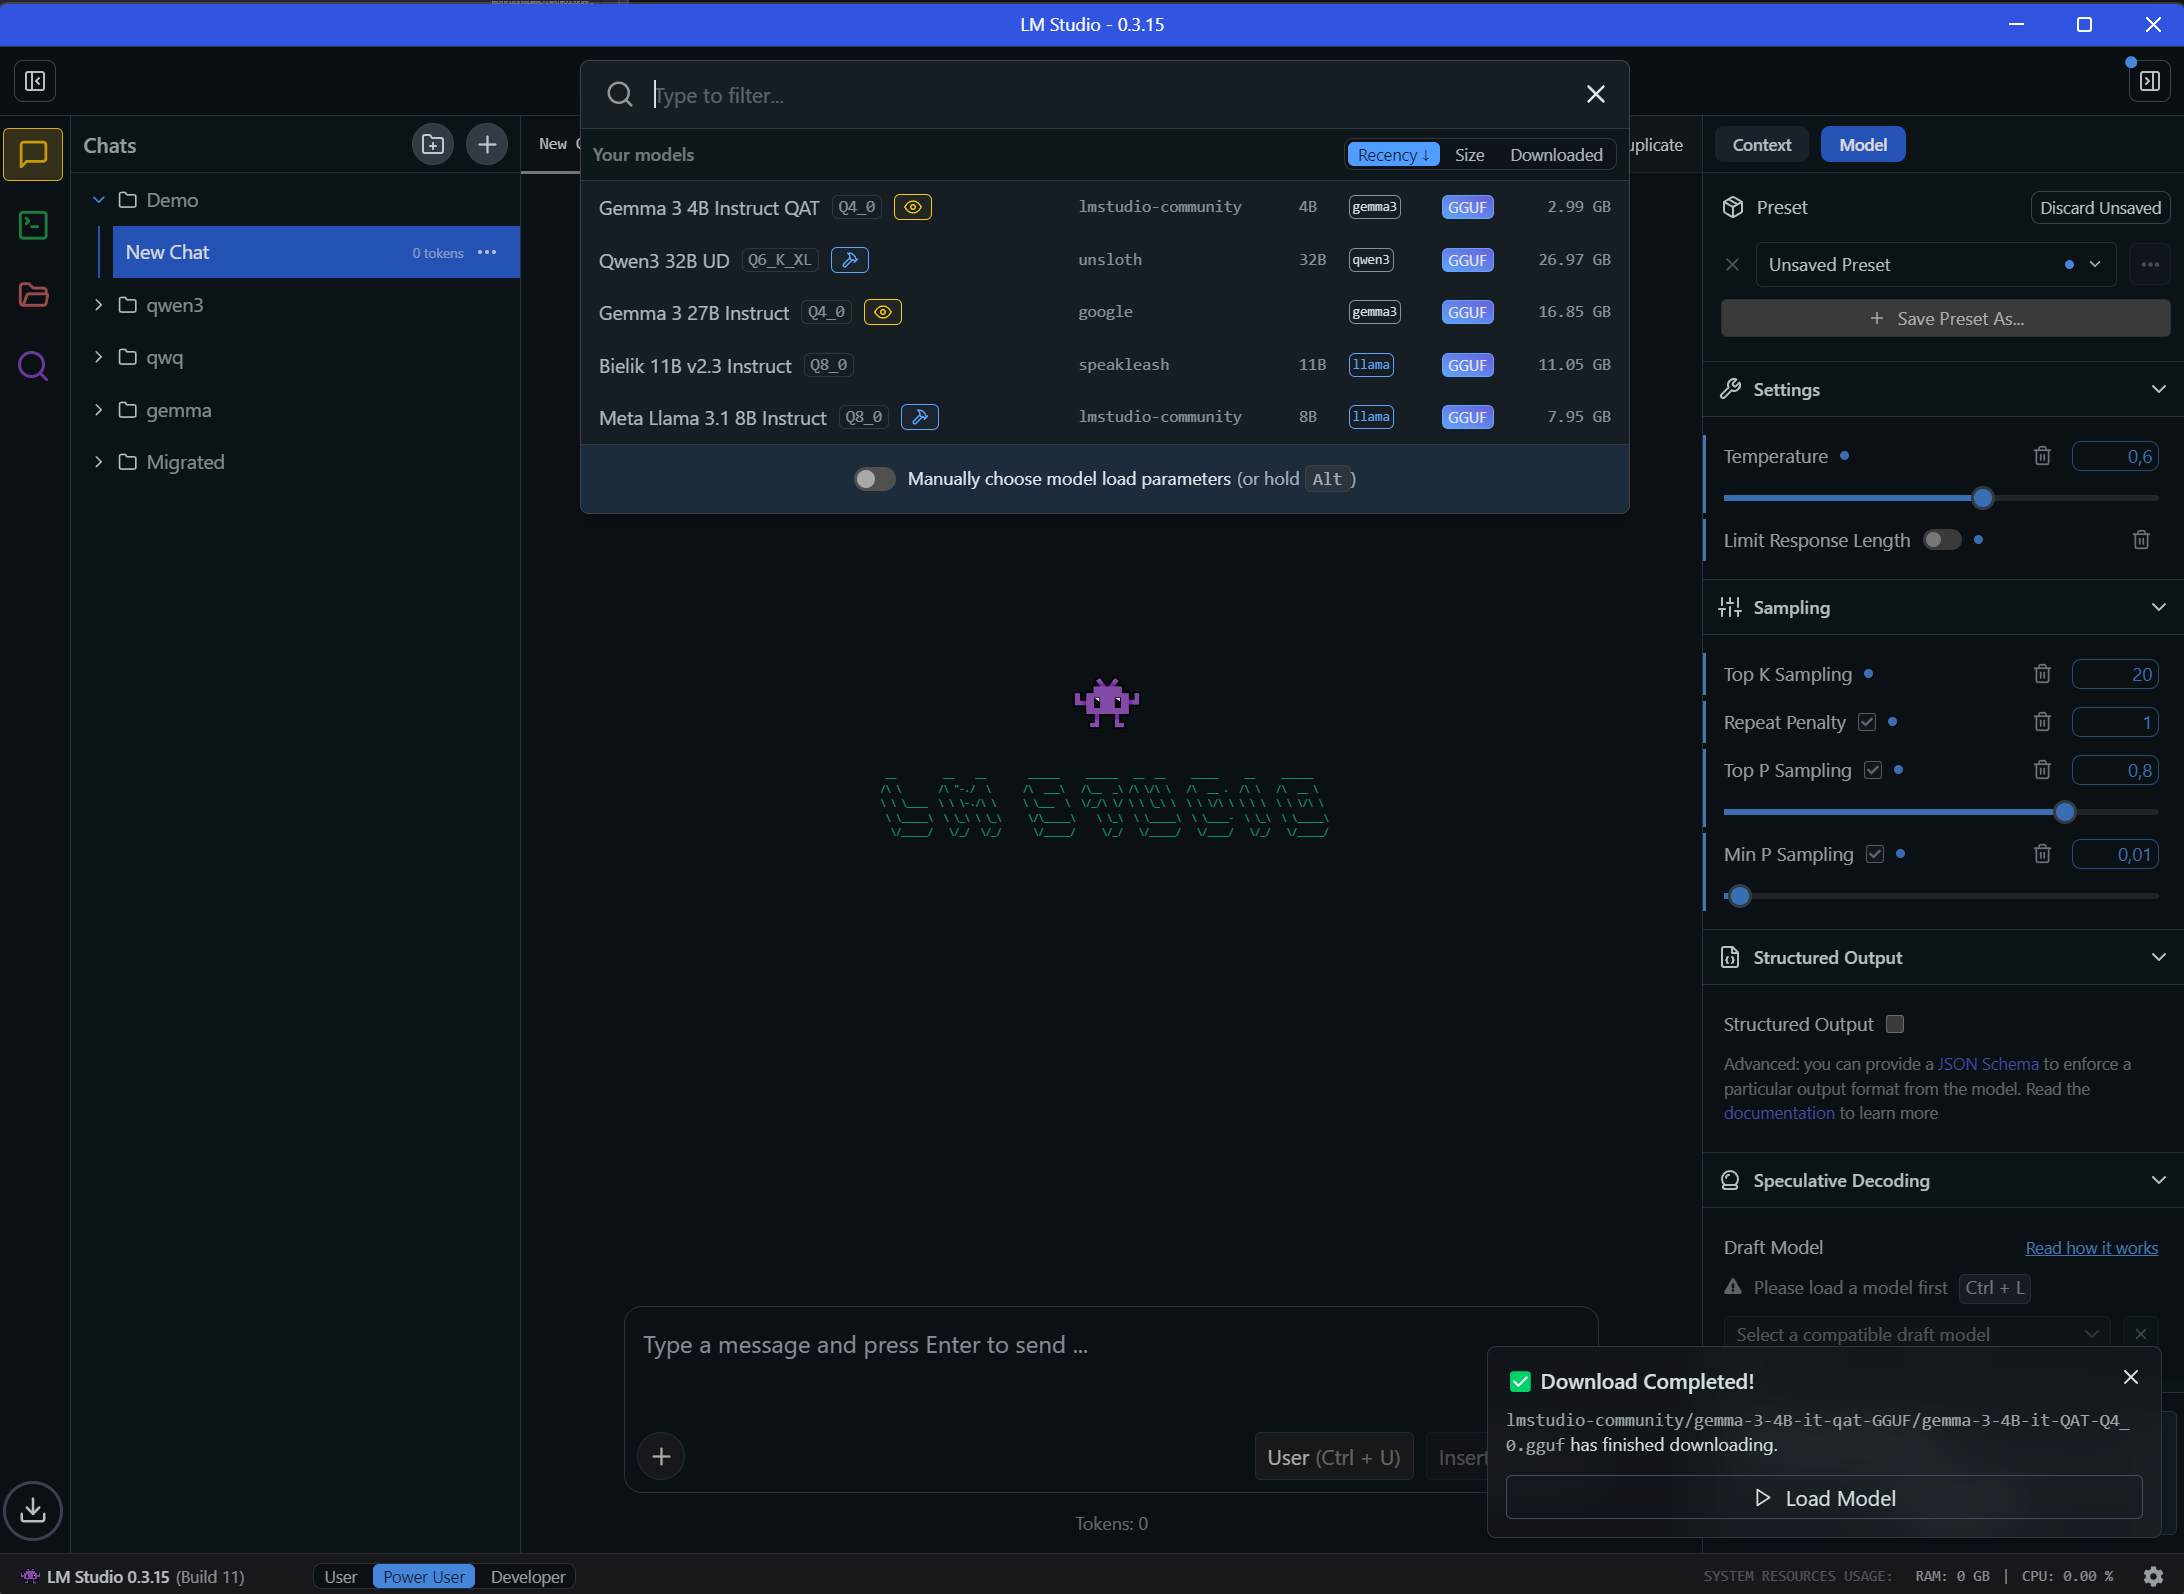 LM Studio - 0.3.15
Type to filter...
Your models
Recency ↓ Size Downloaded
Gemma 3 4B Instruct QAT Q4_0 lmstudio-community 4B gemma3 GGUF 2.99 GB
Qwen3 32B UD Q6_K_XL unsloth 32B qwen3 GGUF 26.97 GB
Gemma 3 27B Instruct Q4_0 google gemma3 GGUF 16.85 GB
Bielik 11B v2.3 Instruct Q8_0 speakleash 11B llama GGUF 11.05 GB
Meta Llama 3.1 8B Instruct Q8_0 lmstudio-community 8B llama GGUF 7.95 GB
Manually choose model load parameters (or hold Alt)
Chats
Demo
New Chat 0 tokens ···
qwen3
qwq
gemma
Migrated
New
LM STUDIO
Type a message and press Enter to send ...
User (Ctrl + U) Insert
Tokens: 0
uplicate
Context Model
Preset Discard Unsaved
Unsaved Preset
+ Save Preset As...
Settings
Temperature 0,6
Limit Response Length
Sampling
Top K Sampling 20
Repeat Penalty 1
Top P Sampling 0,8
Min P Sampling 0,01
Structured Output
Structured Output
Advanced: you can provide a JSON Schema to enforce a
particular output format from the model. Read the
documentation to learn more
Speculative Decoding
Draft Model Read how it works
Please load a model first Ctrl + L
Select a compatible draft model
Download Completed!
lmstudio-community/gemma-3-4B-it-qat-GGUF/gemma-3-4B-it-QAT-Q4_
0.gguf has finished downloading.
Load Model
LM Studio 0.3.15 (Build 11)
User Power User Developer
SYSTEM RESOURCES USAGE: RAM: 0 GB | CPU: 0.00 %